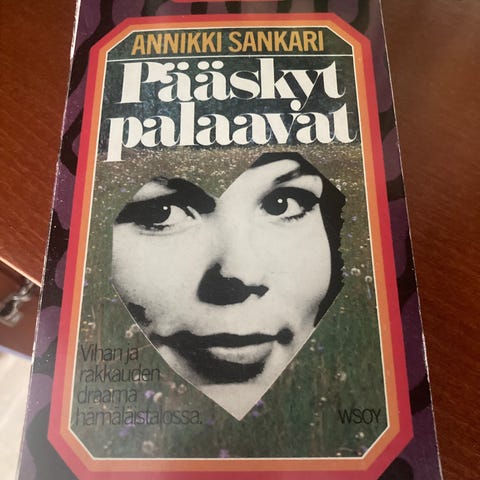 ANNIKKI SANKARI
Pääskyt
palaavat
Vihan ja
rakkauden
draama
hämäläistalossa.
WSOY